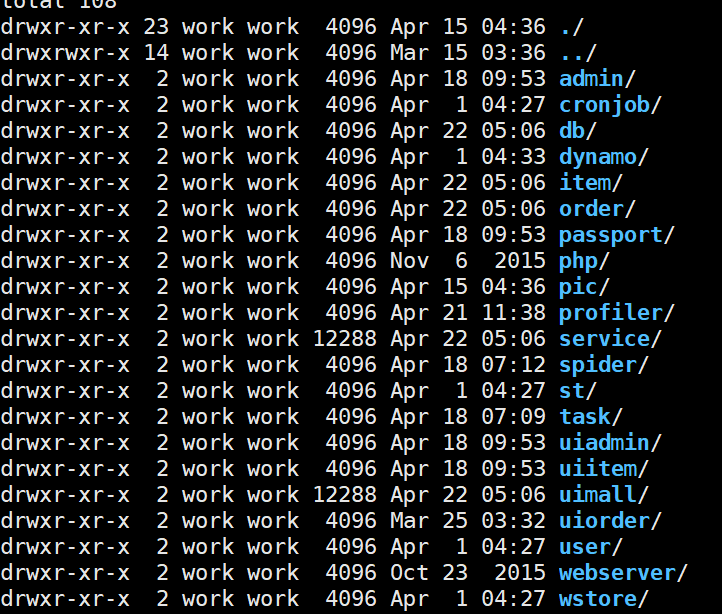 total 108
drwxr-xr-x 23 work work  4096 Apr 15 04:36 ./
drwxrwxr-x 14 work work  4096 Mar 15 03:36 ../
drwxr-xr-x  2 work work  4096 Apr 18 09:53 admin/
drwxr-xr-x  2 work work  4096 Apr  1 04:27 cronjob/
drwxr-xr-x  2 work work  4096 Apr 22 05:06 db/
drwxr-xr-x  2 work work  4096 Apr  1 04:33 dynamo/
drwxr-xr-x  2 work work  4096 Apr 22 05:06 item/
drwxr-xr-x  2 work work  4096 Apr 22 05:06 order/
drwxr-xr-x  2 work work  4096 Apr 18 09:53 passport/
drwxr-xr-x  2 work work  4096 Nov  6  2015 php/
drwxr-xr-x  2 work work  4096 Apr 15 04:36 pic/
drwxr-xr-x  2 work work  4096 Apr 21 11:38 profiler/
drwxr-xr-x  2 work work 12288 Apr 22 05:06 service/
drwxr-xr-x  2 work work  4096 Apr 18 07:12 spider/
drwxr-xr-x  2 work work  4096 Apr  1 04:27 st/
drwxr-xr-x  2 work work  4096 Apr 18 07:09 task/
drwxr-xr-x  2 work work  4096 Apr 18 09:53 uiadmin/
drwxr-xr-x  2 work work  4096 Apr 18 09:53 uiitem/
drwxr-xr-x  2 work work 12288 Apr 22 05:06 uimall/
drwxr-xr-x  2 work work  4096 Mar 25 03:32 uiorder/
drwxr-xr-x  2 work work  4096 Apr  1 04:27 user/
drwxr-xr-x  2 work work  4096 Oct 23  2015 webserver/
drwxr-xr-x  2 work work  4096 Apr  1 04:27 wstore/